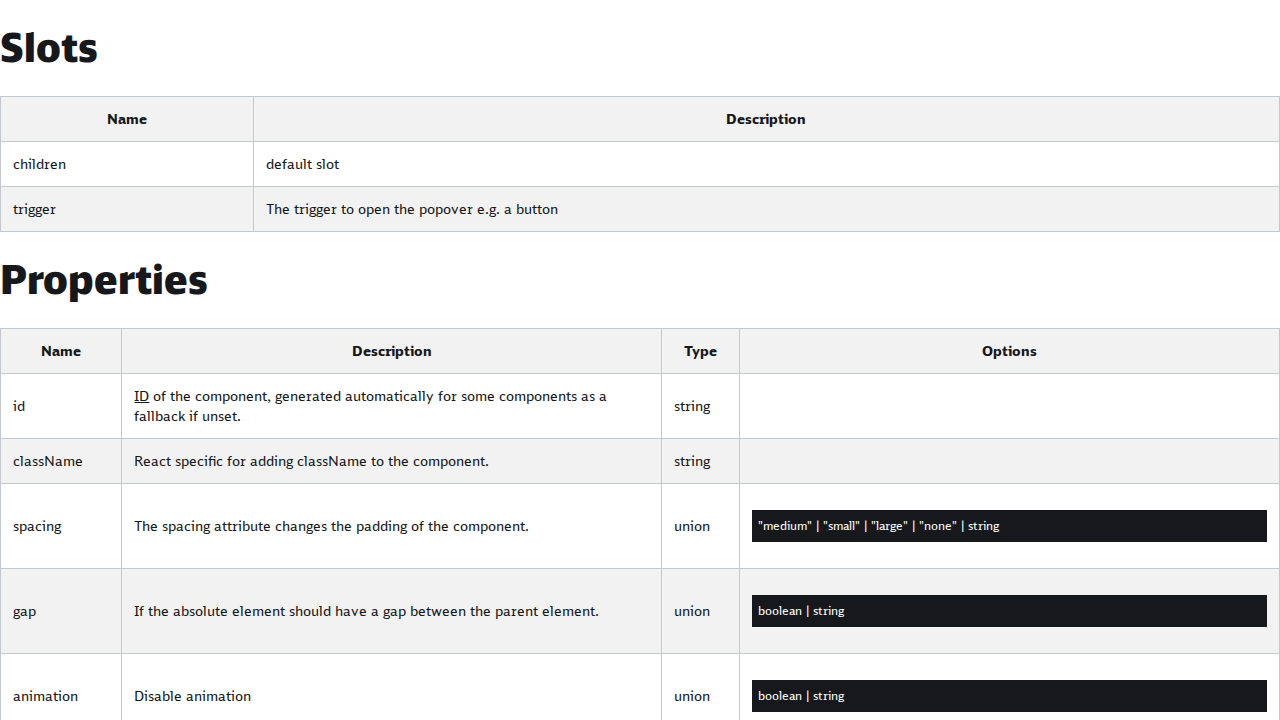 Slots
Name Description
children default slot
trigger The trigger to open the popover e.g. a button
Properties
Name Description Type Options
id ID of the component, generated automatically for some components as a fallback if unset. string
className React specific for adding className to the component. string
spacing The spacing attribute changes the padding of the component. union "medium" | "small" | "large" | "none" | string
gap If the absolute element should have a gap between the parent element. union boolean | string
animation Disable animation union boolean | string